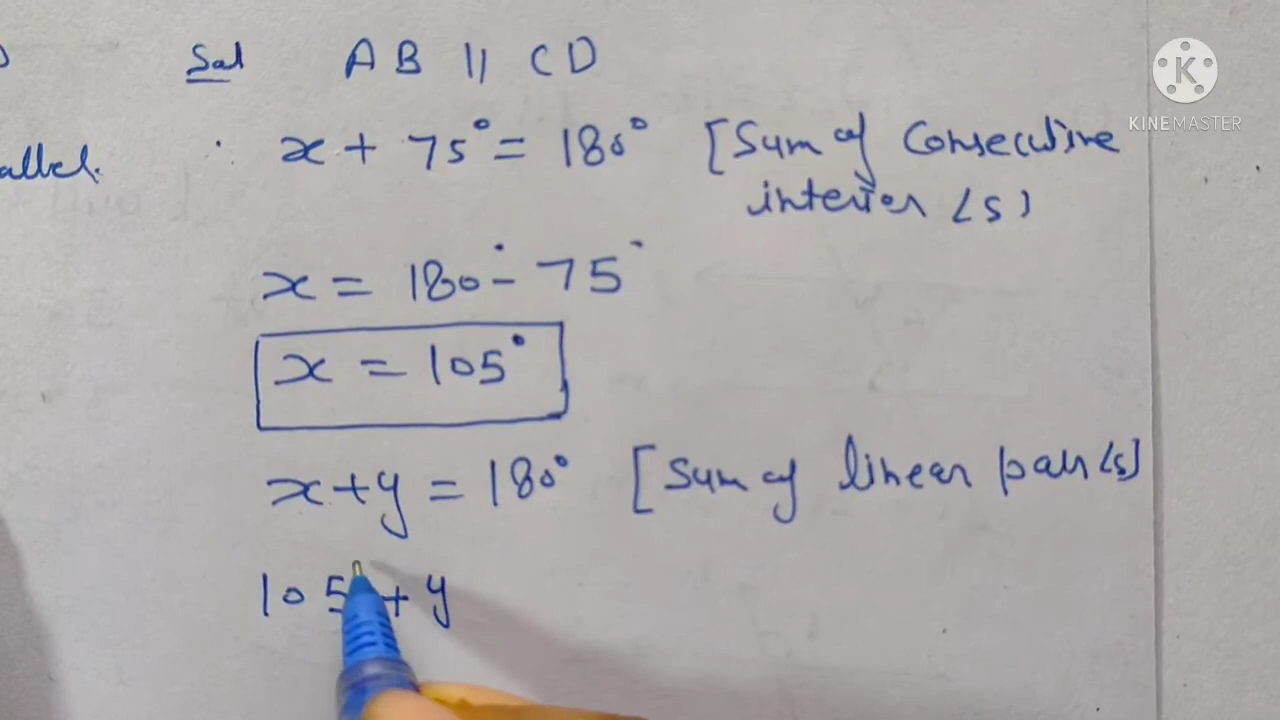 Sol AB || CD
allel.
∴ x + 75° = 180° [Sum of Consecutive
interior ∠s)
x = 180° - 75°
x = 105°
x + y = 180° [Sum of linear pair ∠s]
105° + y
K
KINEMASTER